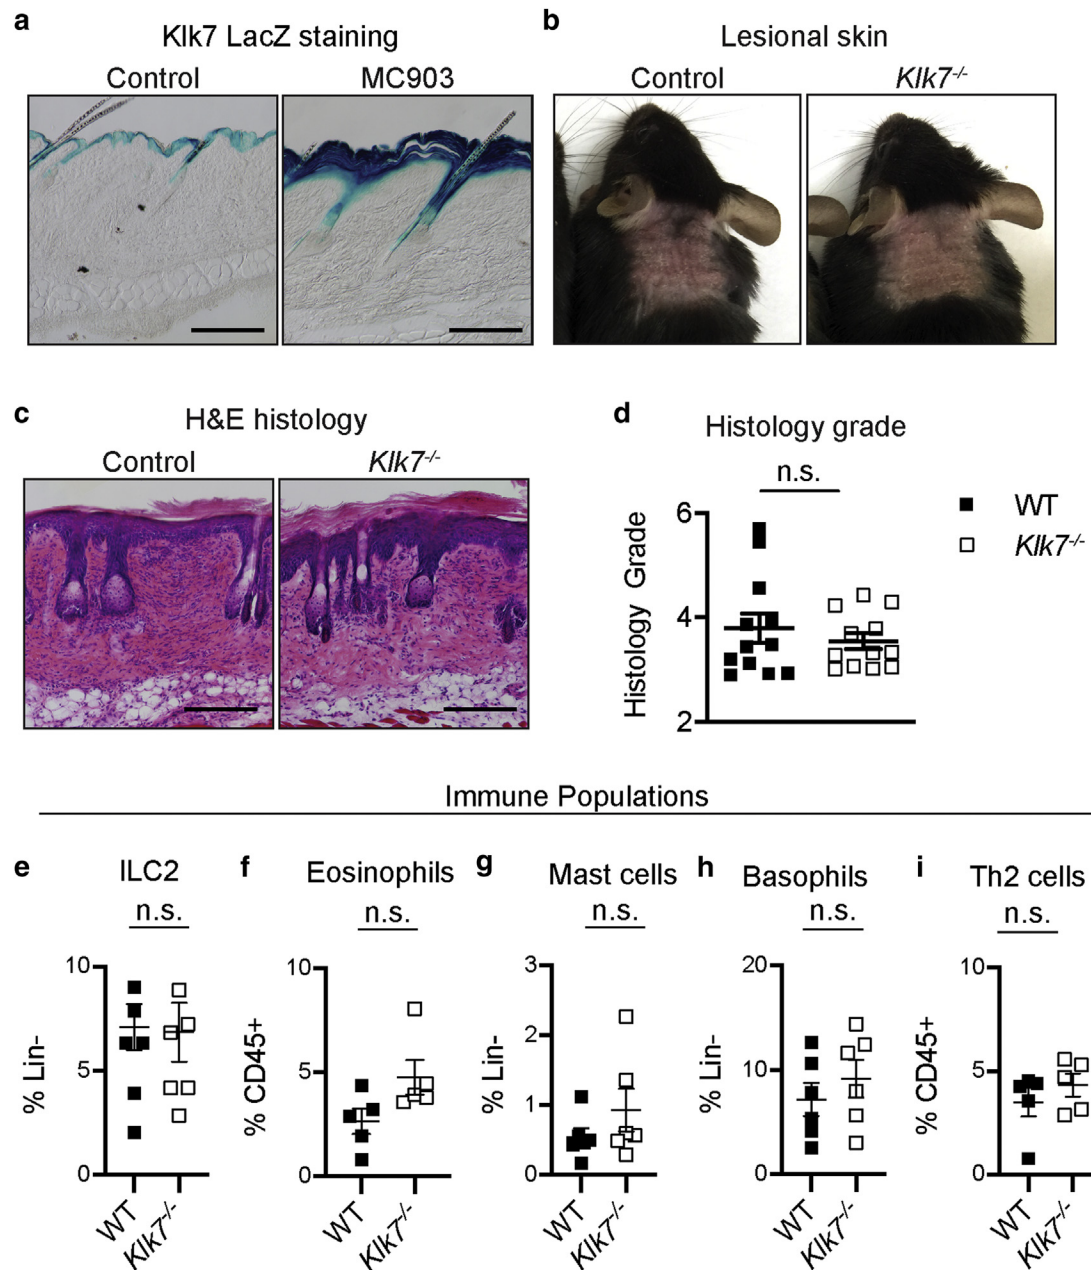 a
Klk7 LacZ staining
Control
MC903
b
Lesional skin
Control
Klk7-/-
c
H&E histology
Control
Klk7-/-
d
Histology grade
n.s.
6
4
2
Histology Grade
WT
Klk7-/-
Immune Populations
e
ILC2
n.s.
10
5
0
% Lin-
WT
Klk7-/-
f
Eosinophils
n.s.
10
5
0
% CD45+
WT
Klk7-/-
g
Mast cells
n.s.
3
2
1
0
% Lin-
WT
Klk7-/-
h
Basophils
n.s.
20
10
0
% Lin-
WT
Klk7-/-
i
Th2 cells
n.s.
10
5
0
% CD45+
WT
Klk7-/-